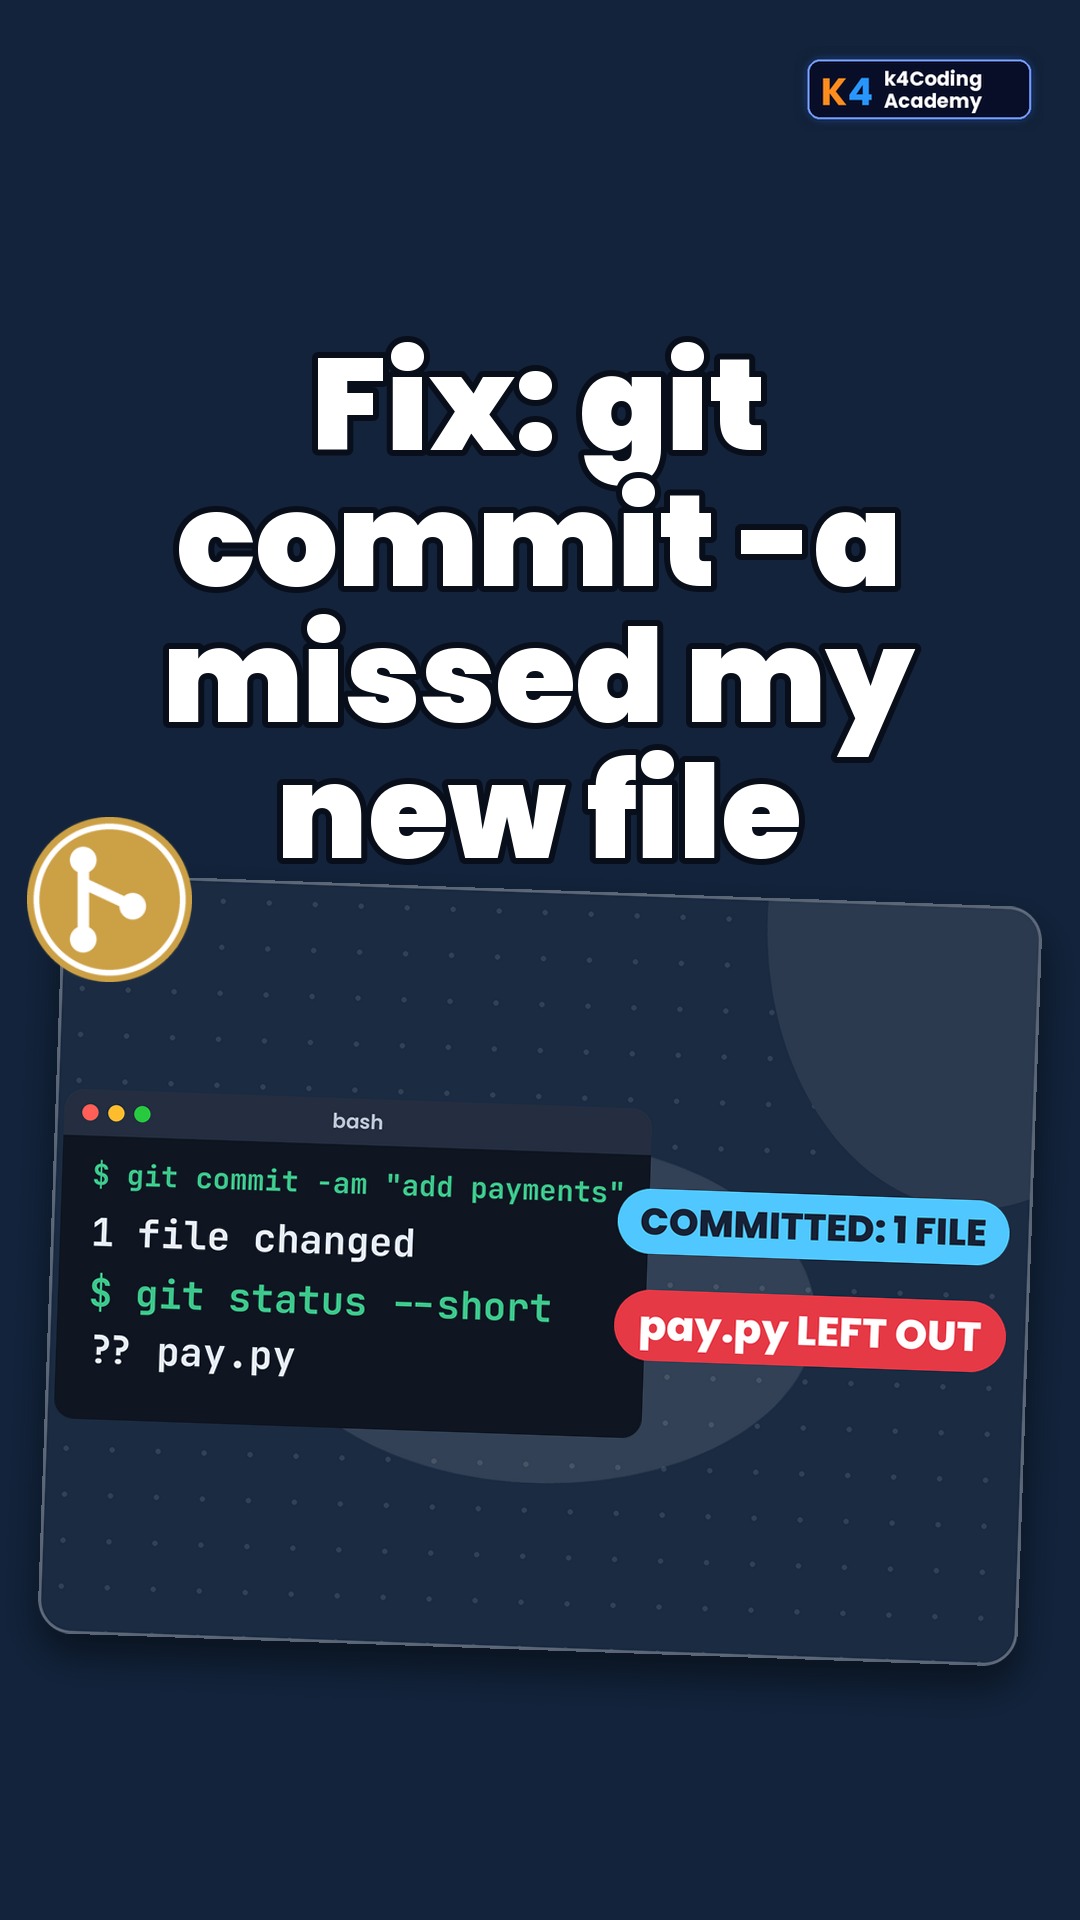 K4 k4Coding
Academy
Fix: git
commit -a
missed my
new file
bash
$ git commit -am "add payments"
1 file changed
$ git status --short
?? pay.py
COMMITTED: 1 FILE
pay.py LEFT OUT